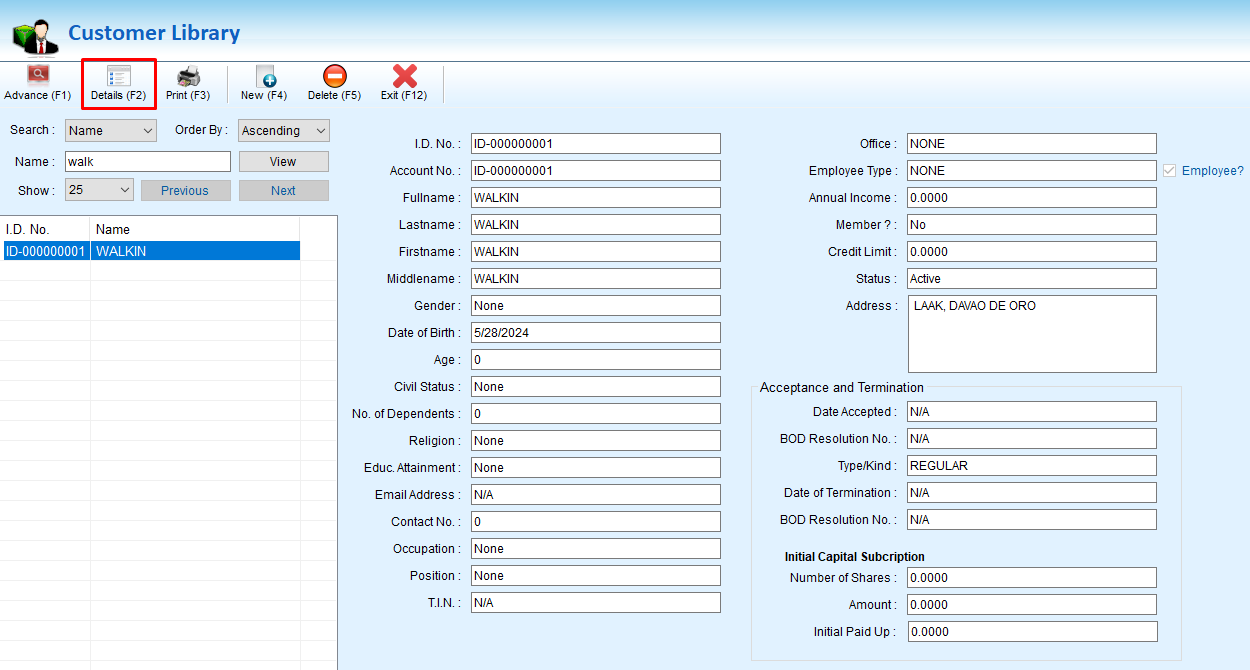 Customer Library
Advance (F1)
Details (F2)
Print (F3)
New (F4)
Delete (F5)
Exit (F12)
Search :
Name
Order By :
Ascending
Name :
walk
View
Show :
25
Previous
Next
I.D. No.
Name
ID-000000001
WALKIN
I.D. No. :
ID-000000001
Account No. :
ID-000000001
Fullname :
WALKIN
Lastname :
WALKIN
Firstname :
WALKIN
Middlename :
WALKIN
Gender :
None
Date of Birth :
5/28/2024
Age :
0
Civil Status :
None
No. of Dependents :
0
Religion :
None
Educ. Attainment :
None
Email Address :
N/A
Contact No. :
0
Occupation :
None
Position :
None
T.I.N. :
N/A
Office :
NONE
Employee Type :
NONE
Employee?
Annual Income :
0.0000
Member ? :
No
Credit Limit :
0.0000
Status :
Active
Address :
LAAK, DAVAO DE ORO
Acceptance and Termination
Date Accepted :
N/A
BOD Resolution No. :
N/A
Type/Kind :
REGULAR
Date of Termination :
N/A
BOD Resolution No. :
N/A
Initial Capital Subcription
Number of Shares :
0.0000
Amount :
0.0000
Initial Paid Up :
0.0000